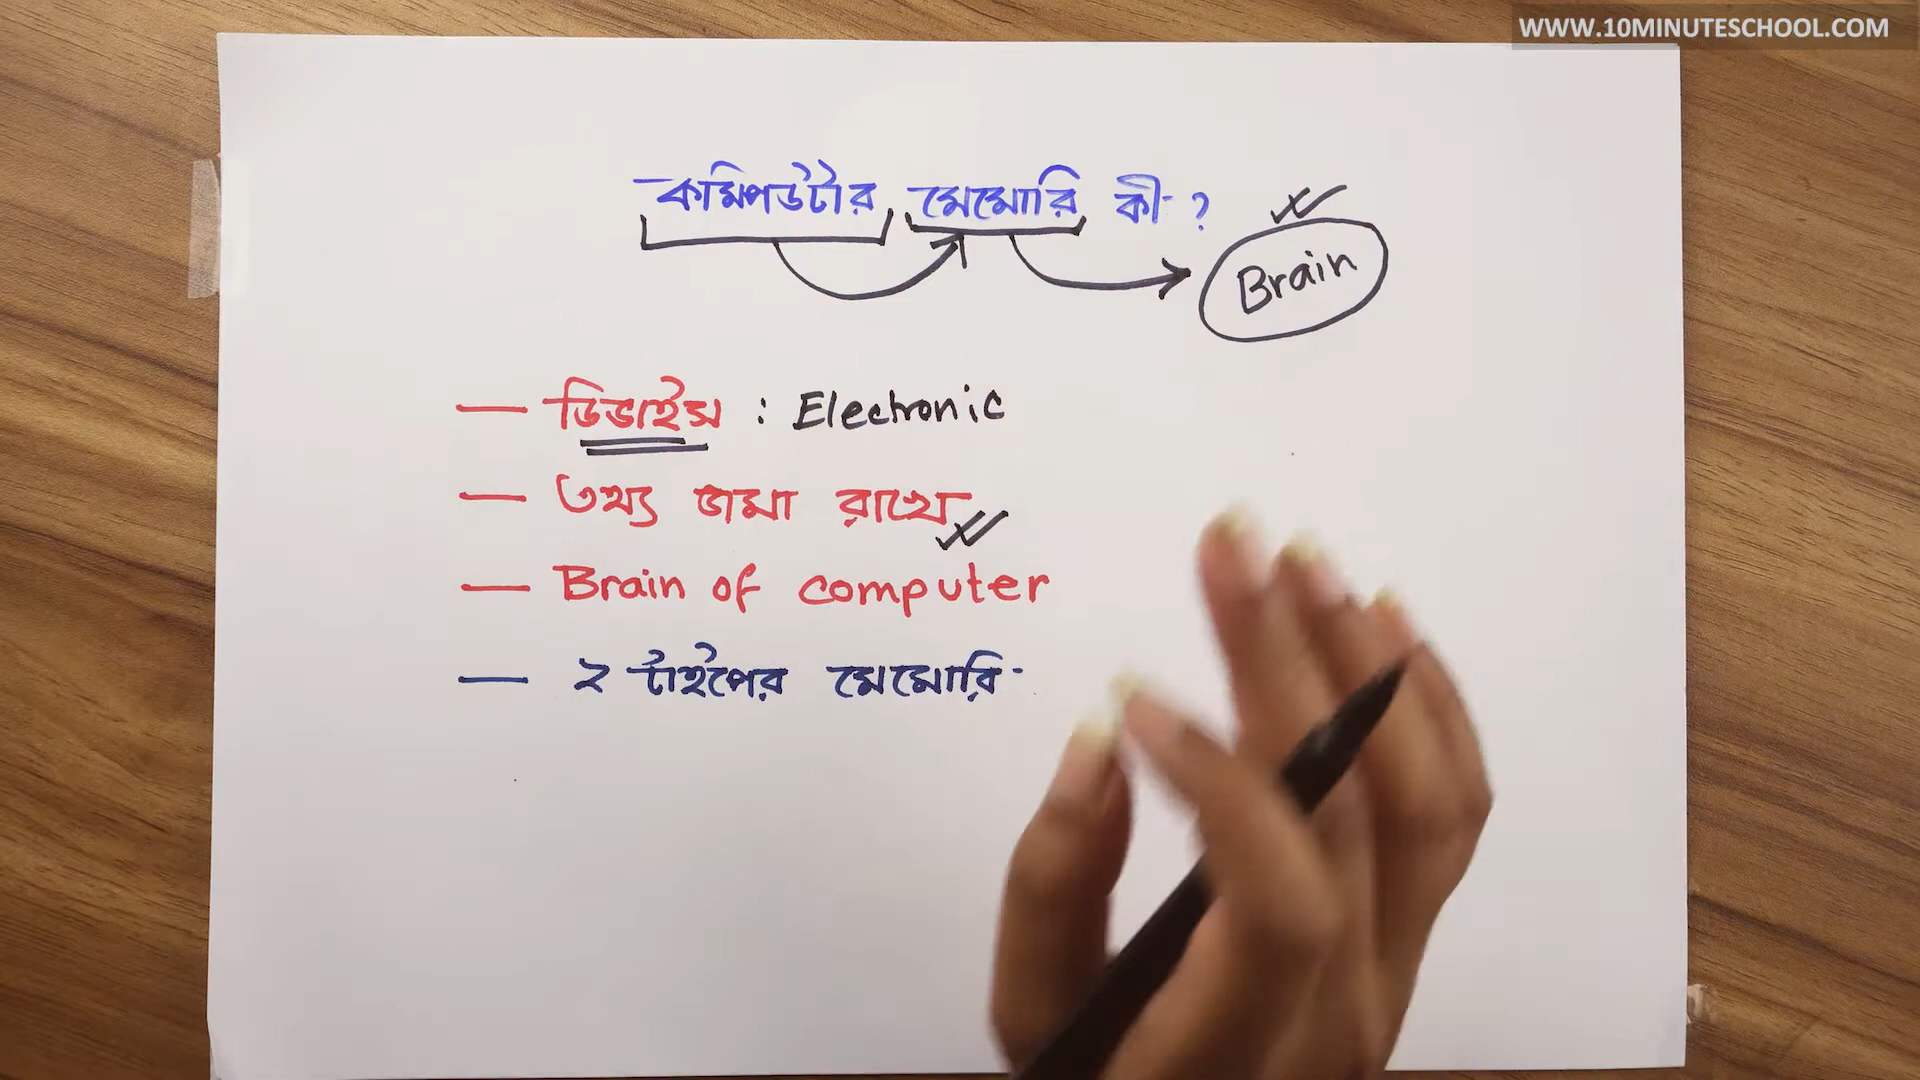 WWW.10MINUTESCHOOL.COM
কম্পিউটার মেমোরি কী ?
Brain
— ডিভাইস : Electronic
— তথ্য জমা রাখে
— Brain of computer
— ২ টাইপের মেমোরি